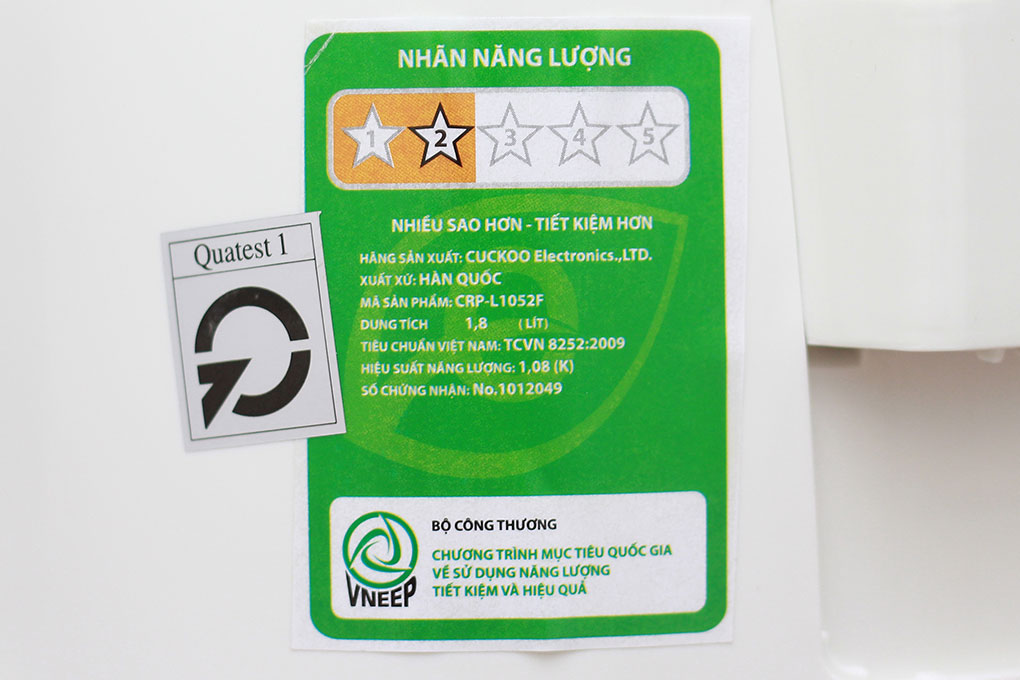 NHÃN NĂNG LƯỢNG
1 2 3 4 5
NHIỀU SAO HƠN - TIẾT KIỆM HƠN
HÃNG SẢN XUẤT: CUCKOO Electronics.,LTD.
XUẤT XỨ: HÀN QUỐC
MÃ SẢN PHẨM: CRP-L1052F
DUNG TÍCH 1,8 ( LÍT)
TIÊU CHUẨN VIỆT NAM: TCVN 8252:2009
HIỆU SUẤT NĂNG LƯỢNG: 1,08 (K)
SỐ CHỨNG NHẬN: No.1012049
Quatest 1
BỘ CÔNG THƯƠNG
CHƯƠNG TRÌNH MỤC TIÊU QUỐC GIA
VỀ SỬ DỤNG NĂNG LƯỢNG
TIẾT KIỆM VÀ HIỆU QUẢ
VNEEP